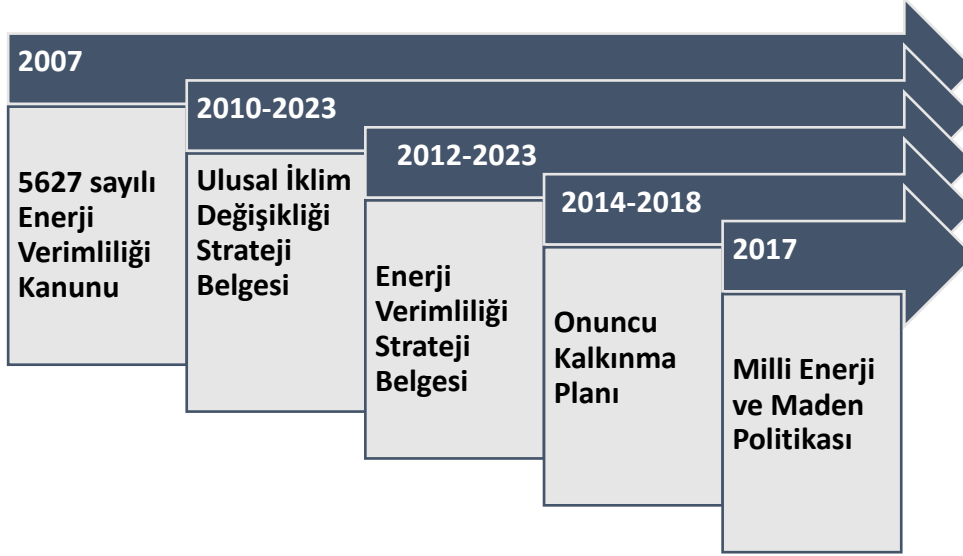 2007
5627 sayılı
Enerji
Verimliliği
Kanunu
2010-2023
Ulusal İklim
Değişikliği
Strateji
Belgesi
2012-2023
Enerji
Verimliliği
Strateji
Belgesi
2014-2018
Onuncu
Kalkınma
Planı
2017
Milli Enerji
ve Maden
Politikası